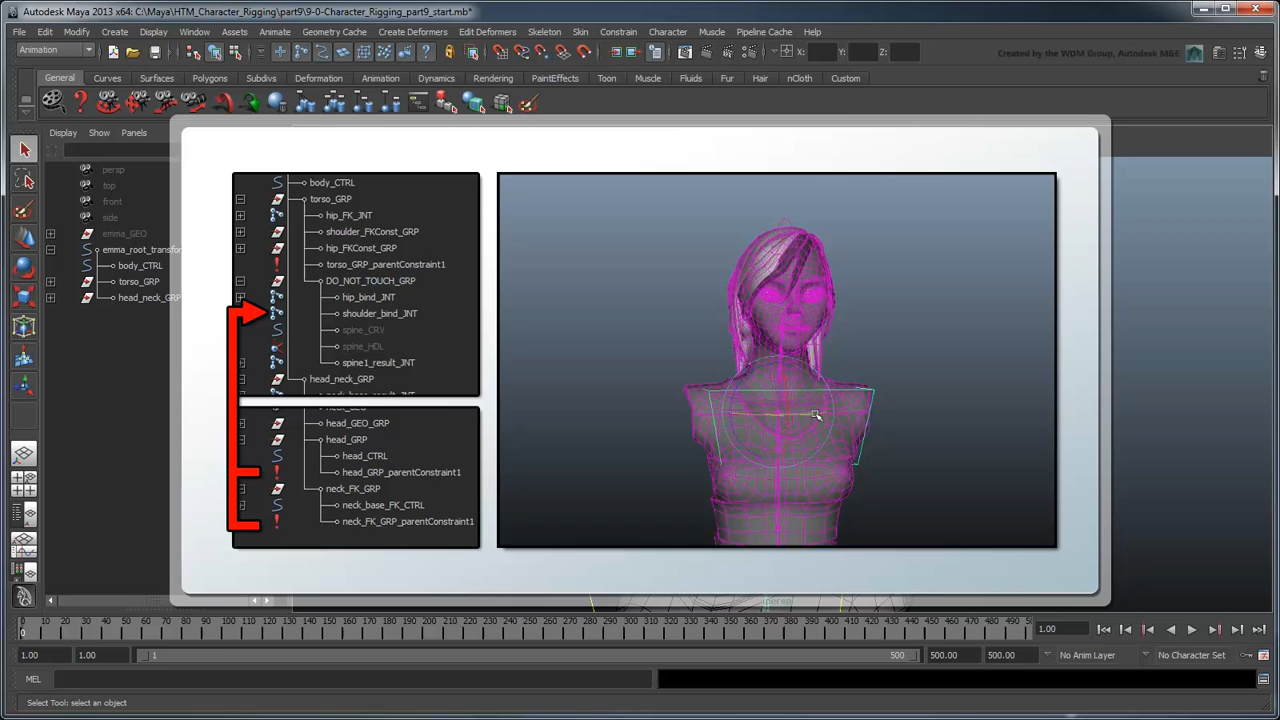 Autodesk Maya 2013 x64: C:\Maya\HTM_Character_Rigging\part9\9-0-Character_Rigging_part9_start.mb*
File Edit Modify Create Display Window Assets Animate Geometry Cache Create Deformers Edit Deformers Skeleton Skin Constrain Character Muscle Pipeline Cache Help
Animation X: Y: Z: Created by the WDM Group, Autodesk M&E
General Curves Surfaces Polygons Subdivs Deformation Animation Dynamics Rendering PaintEffects Toon Muscle Fluids Fur Hair nCloth Custom
Display Show Panels
persp
top
front
side
emma_GEO
emma_root_transfor
body_CTRL
torso_GRP
head_neck_GRP
body_CTRL
torso_GRP
hip_FK_JNT
shoulder_FKConst_GRP
hip_FKConst_GRP
torso_GRP_parentConstraint1
DO_NOT_TOUCH_GRP
hip_bind_JNT
shoulder_bind_JNT
spine_CRV
spine_HDL
spine1_result_JNT
head_neck_GRP
neck_base_result_JNT
neck_GEO
head_GEO_GRP
head_GRP
head_CTRL
head_GRP_parentConstraint1
neck_FK_GRP
neck_base_FK_CTRL
neck_FK_GRP_parentConstraint1
persp
0 10 20 30 40 50 60 70 80 90 100 110 120 130 140 150 160 170 180 190 200 210 220 230 240 250 260 270 280 290 300 310 320 330 340 350 360 370 380 390 400 410 420 430 440 450 460 470 480 490 50
0
1.00
1.00 1.00 1 500 500.00 500.00 No Anim Layer No Character Set
MEL
Select Tool: select an object